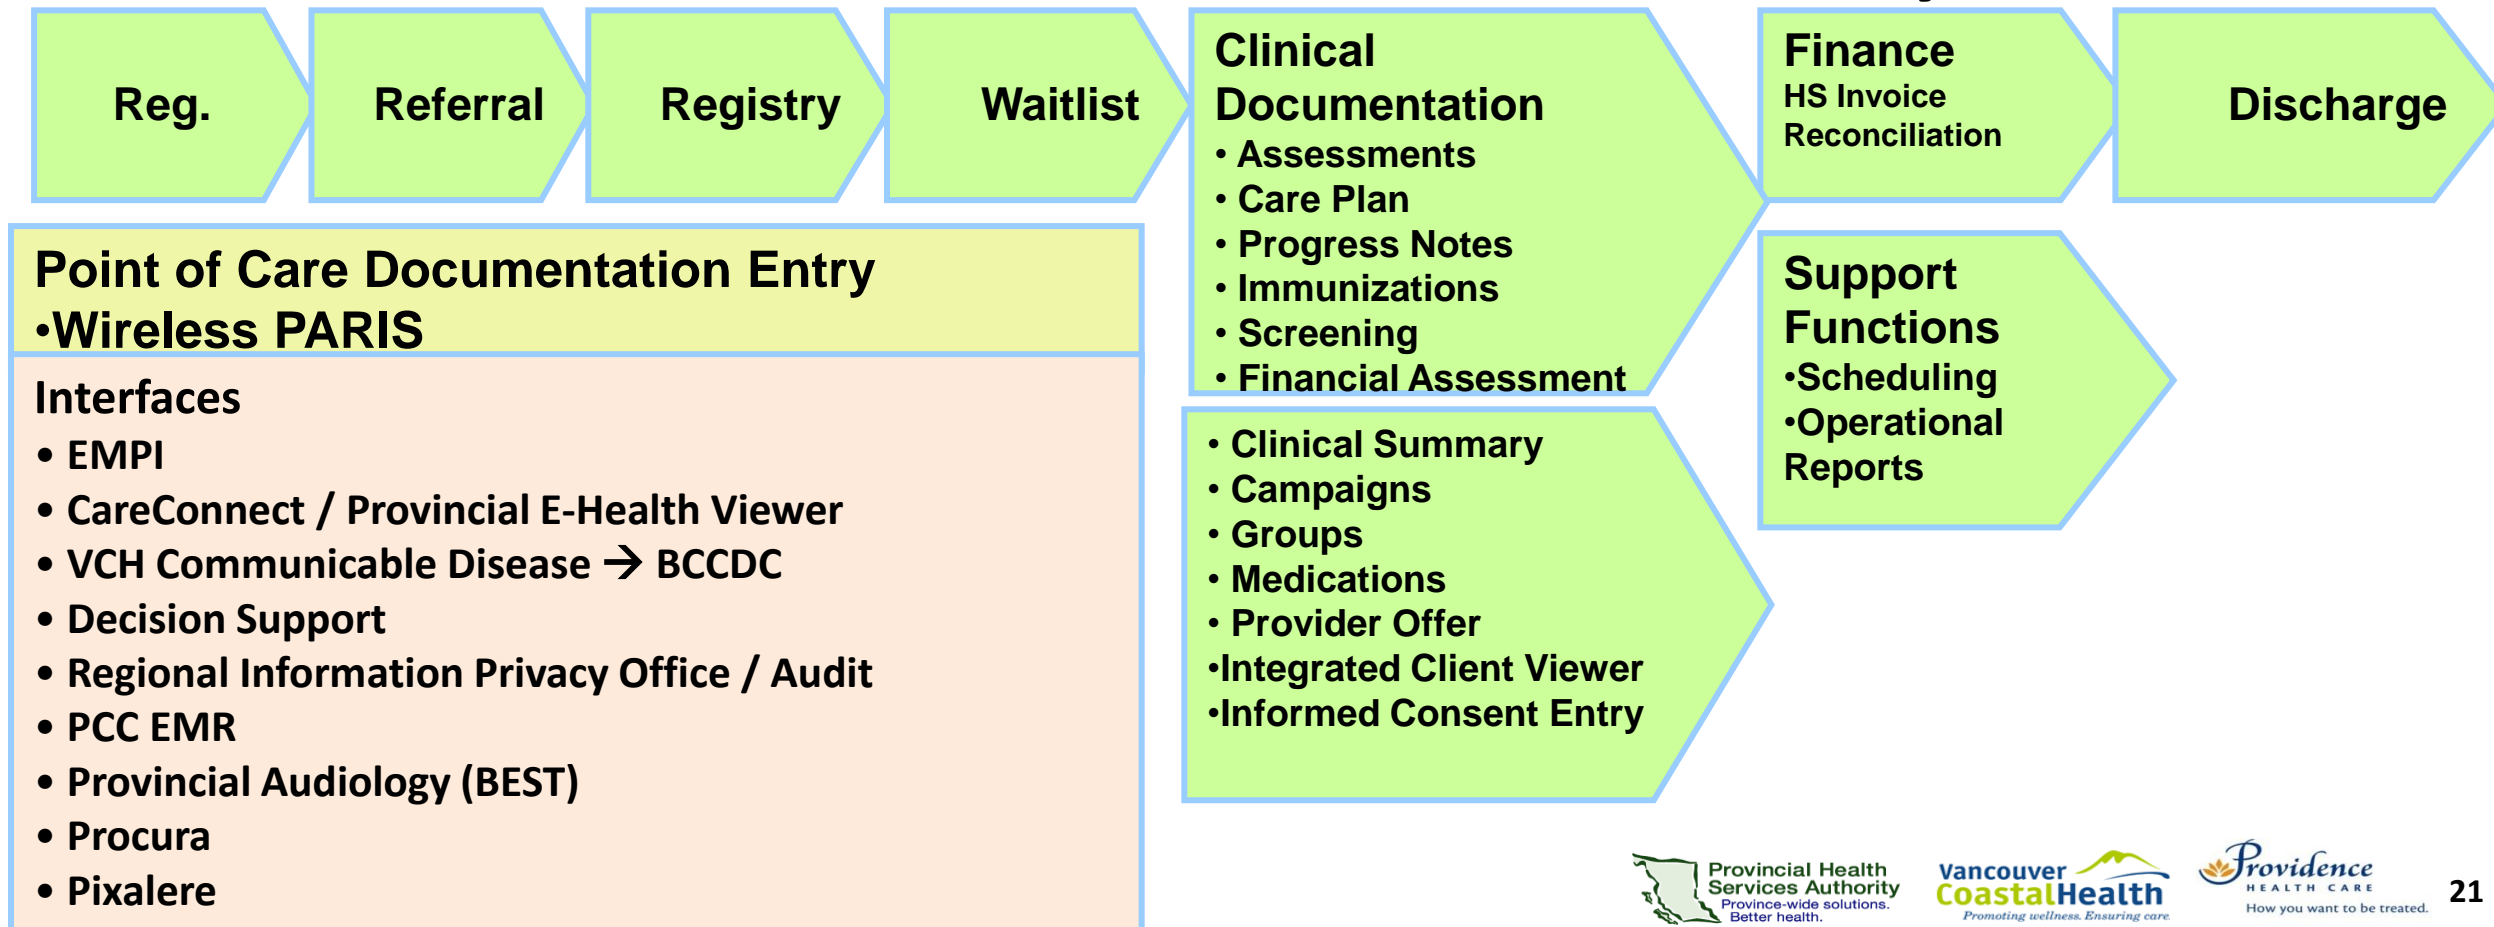 Reg.
Referral
Registry
Waitlist
Clinical
Documentation
• Assessments
• Care Plan
• Progress Notes
• Immunizations
• Screening
• Financial Assessment
Finance
HS Invoice
Reconciliation
Discharge
Point of Care Documentation Entry
•Wireless PARIS
Interfaces
• EMPI
• CareConnect / Provincial E-Health Viewer
• VCH Communicable Disease → BCCDC
• Decision Support
• Regional Information Privacy Office / Audit
• PCC EMR
• Provincial Audiology (BEST)
• Procura
• Pixalere
• Clinical Summary
• Campaigns
• Groups
• Medications
• Provider Offer
•Integrated Client Viewer
•Informed Consent Entry
Support
Functions
•Scheduling
•Operational
Reports
Provincial Health
Services Authority
Province-wide solutions.
Better health.
Vancouver
CoastalHealth
Promoting wellness. Ensuring care.
Providence
HEALTH CARE
How you want to be treated.
21